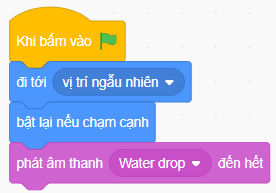 Khi bấm vào
đi tới vị trí ngẫu nhiên
bật lại nếu chạm cạnh
phát âm thanh Water drop đến hết